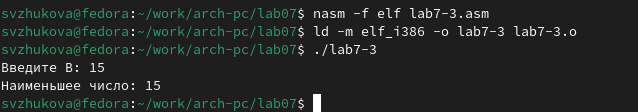 svzhukova@fedora:~/work/arch-pc/lab07$ nasm -f elf lab7-3.asm
svzhukova@fedora:~/work/arch-pc/lab07$ ld -m elf_i386 -o lab7-3 lab7-3.o
svzhukova@fedora:~/work/arch-pc/lab07$ ./lab7-3
Введите B: 15
Наименьшее число: 15
svzhukova@fedora:~/work/arch-pc/lab07$